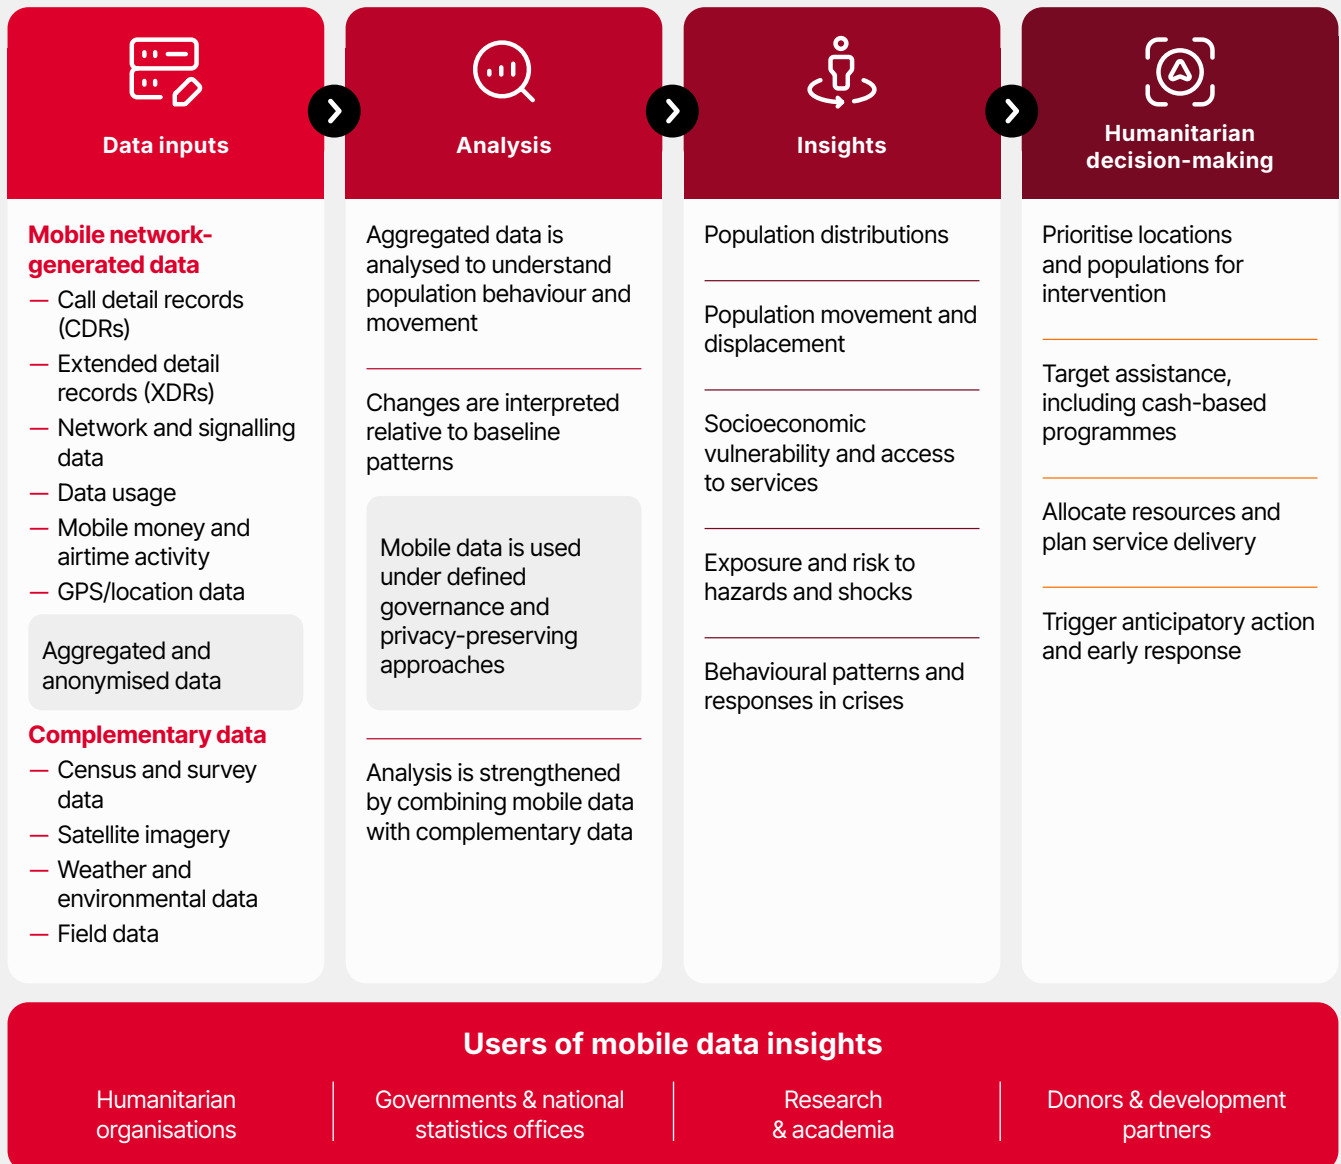 Data inputs
Mobile network-
generated data
— Call detail records
(CDRs)
— Extended detail
records (XDRs)
— Network and signalling
data
— Data usage
— Mobile money and
airtime activity
— GPS/location data
Aggregated and
anonymised data
Complementary data
— Census and survey
data
— Satellite imagery
— Weather and
environmental data
— Field data
Analysis
Aggregated data is
analysed to understand
population behaviour and
movement
Changes are interpreted
relative to baseline
patterns
Mobile data is used
under defined
governance and
privacy-preserving
approaches
Analysis is strengthened
by combining mobile data
with complementary data
Insights
Population distributions
Population movement and
displacement
Socioeconomic
vulnerability and access
to services
Exposure and risk to
hazards and shocks
Behavioural patterns and
responses in crises
Humanitarian
decision-making
Prioritise locations
and populations for
intervention
Target assistance,
including cash-based
programmes
Allocate resources and
plan service delivery
Trigger anticipatory action
and early response
Users of mobile data insights
Humanitarian
organisations
Governments & national
statistics offices
Research
& academia
Donors & development
partners